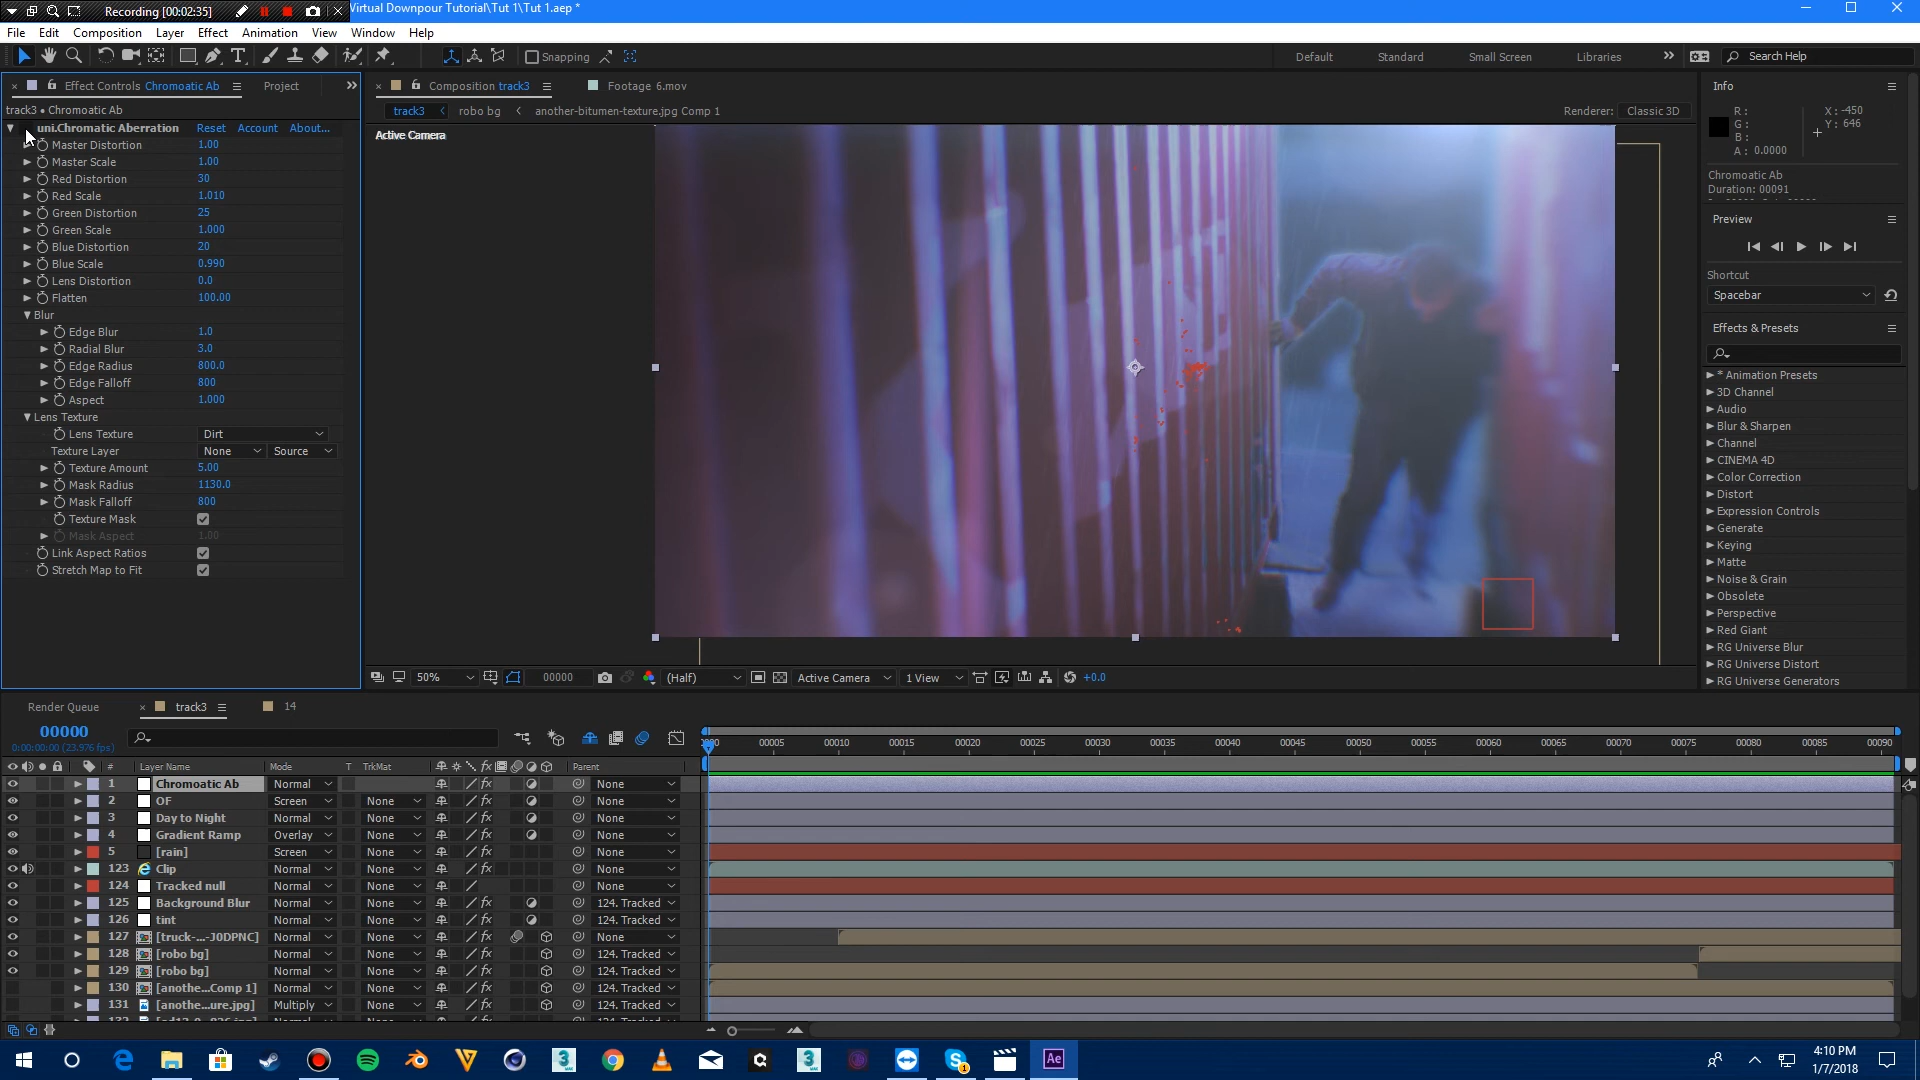 Recording [00:02:35]
Virtual Downpour Tutorial\Tut 1\Tut 1.aep *
File Edit Composition Layer Effect Animation View Window Help
Snapping
Default Standard Small Screen Libraries
Search Help
Effect Controls Chromoatic Ab
Project
Composition track3
Footage 6.mov
Info
track3 • Chromoatic Ab
track3 robo bg another-bitumen-texture.jpg Comp 1
Renderer: Classic 3D
R :
G :
B :
A : 0.0000
X : -450
Y : 646
uni.Chromatic Aberration Reset Account About...
Active Camera
Master Distortion 1.00
Master Scale 1.00
Red Distortion 30
Red Scale 1.010
Green Distortion 25
Green Scale 1.000
Blue Distortion 20
Blue Scale 0.990
Lens Distortion 0.0
Flatten 100.00
Blur
Edge Blur 1.0
Radial Blur 3.0
Edge Radius 800.0
Edge Falloff 800
Aspect 1.000
Lens Texture
Lens Texture Dirt
Texture Layer None Source
Texture Amount 5.00
Mask Radius 1130.0
Mask Falloff 800
Texture Mask
Mask Aspect 1.00
Link Aspect Ratios
Stretch Map to Fit
Chromoatic Ab
Duration: 00091
Preview
Shortcut
Spacebar
Effects & Presets
* Animation Presets
3D Channel
Audio
Blur & Sharpen
Channel
CINEMA 4D
Color Correction
Distort
Expression Controls
Generate
Keying
Matte
Noise & Grain
Obsolete
Perspective
Red Giant
RG Universe Blur
RG Universe Distort
RG Universe Generators
50% 00000 (Half) Active Camera 1 View +0.0
Render Queue track3 14
00000
0:00:00:00 (23.976 fps)
00005 00010 00015 00020 00025 00030 00035 00040 00045 00050 00055 00060 00065 00070 00075 00080 00085 00090
# Layer Name Mode T TrkMat Parent
1 Chromoatic Ab Normal None
2 OF Screen None None
3 Day to Night Normal None None
4 Gradient Ramp Overlay None None
5 [rain] Screen None None
123 Clip Normal None None
124 Tracked null Normal None None
125 Background Blur Normal None 124. Tracked
126 tint Normal None 124. Tracked
127 [truck-...-J0DPNC] Normal None None
128 [robo bg] Normal None 124. Tracked
129 [robo bg] Normal None 124. Tracked
130 [anothe...Comp 1] Normal None 124. Tracked
131 [anothe...ure.jpg] Multiply None 124. Tracked
4:10 PM
1/7/2018